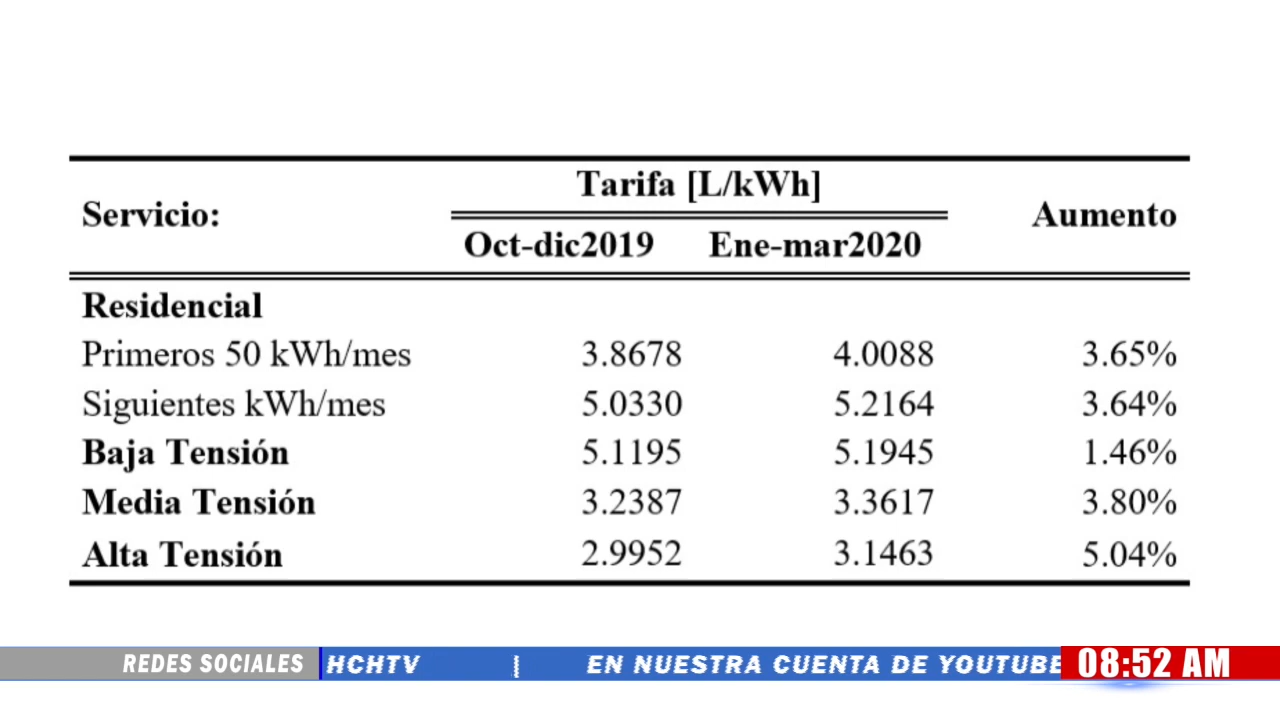 Servicio: Tarifa [L/kWh] Aumento
Oct-dic2019 Ene-mar2020
Residencial
Primeros 50 kWh/mes 3.8678 4.0088 3.65%
Siguientes kWh/mes 5.0330 5.2164 3.64%
Baja Tensión 5.1195 5.1945 1.46%
Media Tensión 3.2387 3.3617 3.80%
Alta Tensión 2.9952 3.1463 5.04%
REDES SOCIALES HCHTV | EN NUESTRA CUENTA DE YOUTUBE 08:52 AM